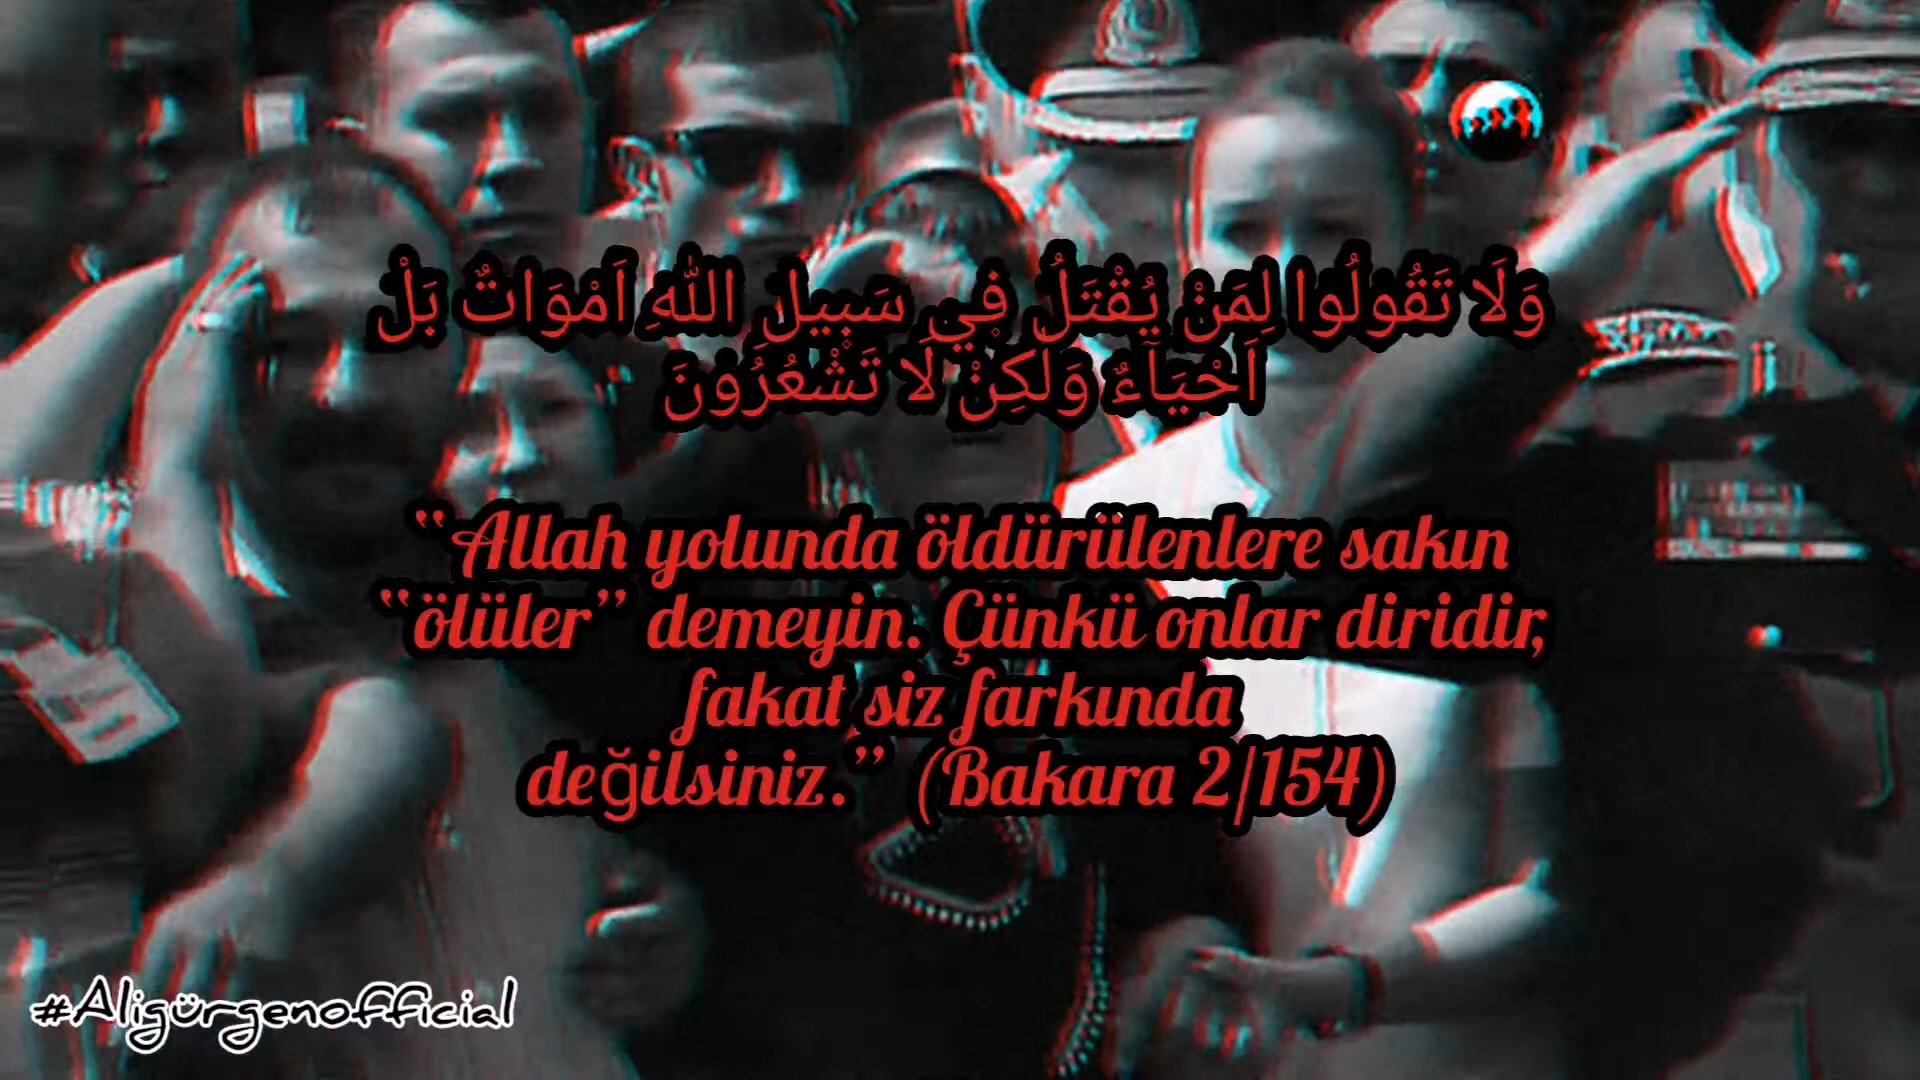 وَلَا تَقُولُوا لِمَنْ يُقْتَلُ فٖي سَبٖيلِ اللّٰهِ اَمْوَاتٌ بَلْ
اَحْيَٓاءٌ وَلٰكِنْ لَا تَشْعُرُونَ
“Allah yolunda öldürülenlere sakın
“ölüler” demeyin. Çünkü onlar diridir,
fakat siz farkında
değilsiniz.” (Bakara 2/154)
#Aligürgenofficial